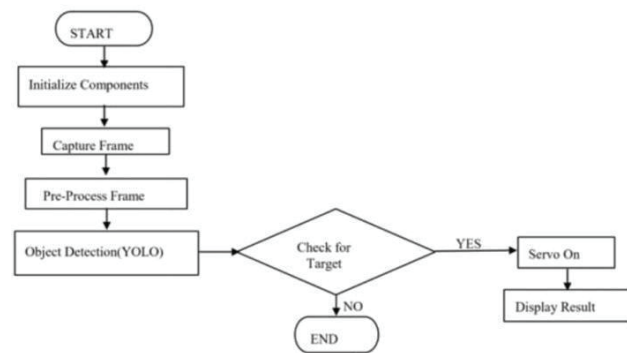 START
Initialize Components
Capture Frame
Pre-Process Frame
Object Detection(YOLO)
Check for
Target
YES
Servo On
Display Result
NO
END